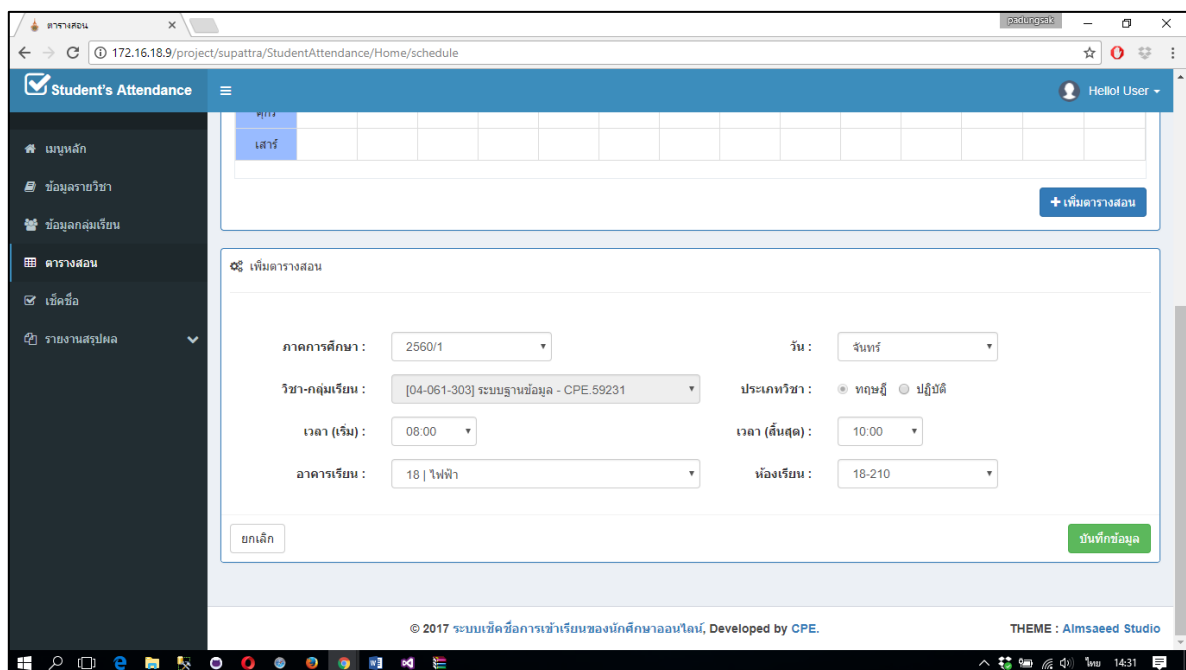 ตารางสอน
padungsak
172.16.18.9/project/supattra/StudentAttendance/Home/schedule
Student's Attendance
Hello! User
เมนูหลัก
ข้อมูลรายวิชา
ข้อมูลกลุ่มเรียน
ตารางสอน
เช็คชื่อ
รายงานสรุปผล
ศุกร์
เสาร์
+ เพิ่มตารางสอน
เพิ่มตารางสอน
ภาคการศึกษา : 2560/1 วัน : จันทร์
วิชา-กลุ่มเรียน : [04-061-303] ระบบฐานข้อมูล - CPE.59231 ประเภทวิชา : ทฤษฎี ปฏิบัติ
เวลา (เริ่ม) : 08:00 เวลา (สิ้นสุด) : 10:00
อาคารเรียน : 18 | ไฟฟ้า ห้องเรียน : 18-210
ยกเลิก บันทึกข้อมูล
© 2017 ระบบเช็คชื่อการเข้าเรียนของนักศึกษาออนไลน์, Developed by CPE. THEME : Almsaeed Studio
ไทย 14:31